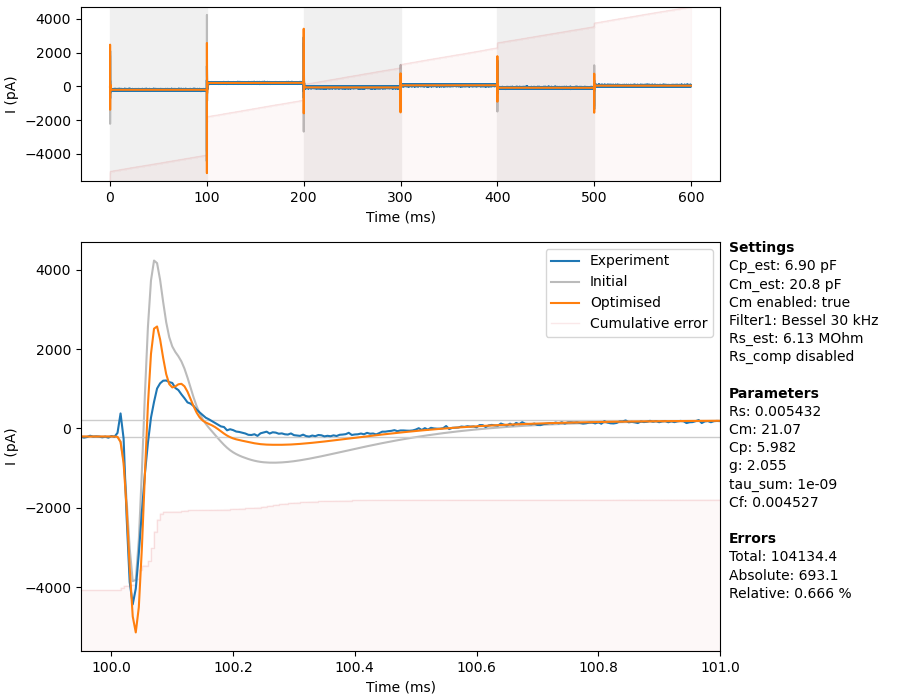 4000
2000
0
−2000
−4000
I (pA)
0 100 200 300 400 500 600
Time (ms)
4000
2000
0
−2000
−4000
I (pA)
Experiment
Initial
Optimised
Cumulative error
100.0 100.2 100.4 100.6 100.8 101.0
Time (ms)
Settings
Cp_est: 6.90 pF
Cm_est: 20.8 pF
Cm enabled: true
Filter1: Bessel 30 kHz
Rs_est: 6.13 MOhm
Rs_comp disabled
Parameters
Rs: 0.005432
Cm: 21.07
Cp: 5.982
g: 2.055
tau_sum: 1e-09
Cf: 0.004527
Errors
Total: 104134.4
Absolute: 693.1
Relative: 0.666 %